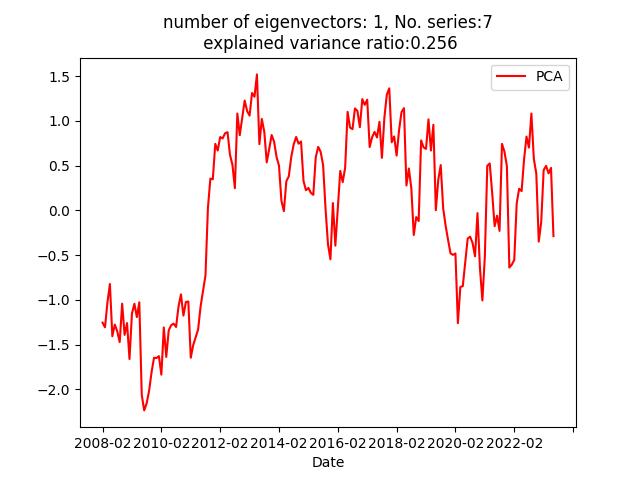 number of eigenvectors: 1, No. series:7
explained variance ratio:0.256
PCA
1.5
1.0
0.5
0.0
−0.5
−1.0
−1.5
−2.0
2008-02 2010-02 2012-02 2014-02 2016-02 2018-02 2020-02 2022-02
Date